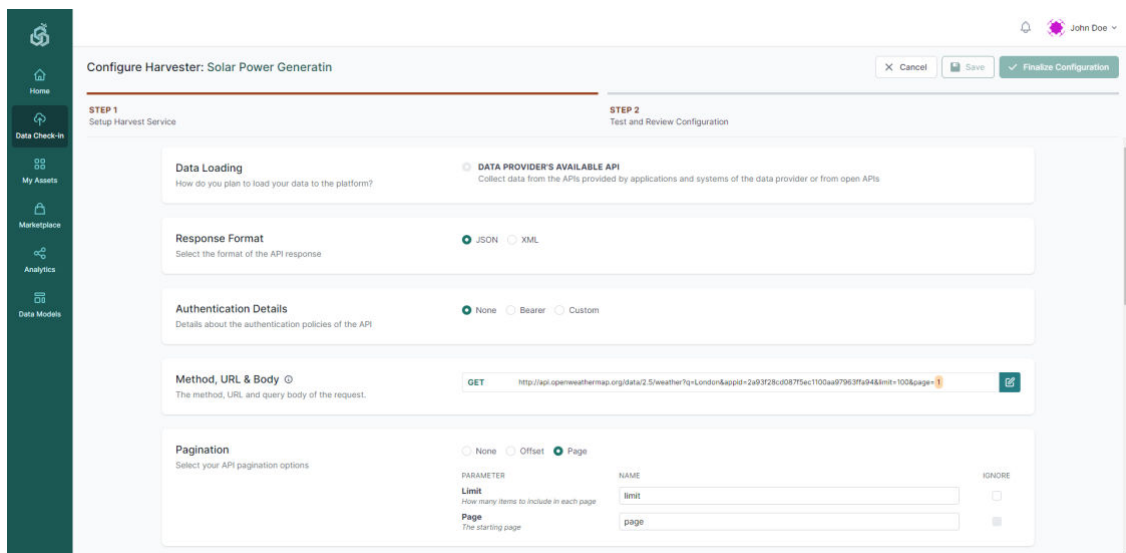 John Doe
Configure Harvester: Solar Power Generatin
Cancel
Save
Finalize Configuration
Home
Data Check-in
My Assets
Marketplace
Analytics
Data Models
STEP 1
Setup Harvest Service
STEP 2
Test and Review Configuration
Data Loading
How do you plan to load your data to the platform?
DATA PROVIDER'S AVAILABLE API
Collect data from the APIs provided by applications and systems of the data provider or from open APIs
Response Format
Select the format of the API response
JSON XML
Authentication Details
Details about the authentication policies of the API
None Bearer Custom
Method, URL & Body
The method, URL and query body of the request.
GET http://api.openweathermap.org/data/2.5/weather?q=London&appid=2a93f28cd087f5ec1100aa97963ffa94&limit=100&page= 1
Pagination
Select your API pagination options
None Offset Page
PARAMETER NAME IGNORE
Limit
How many items to include in each page
limit
Page
The starting page
page